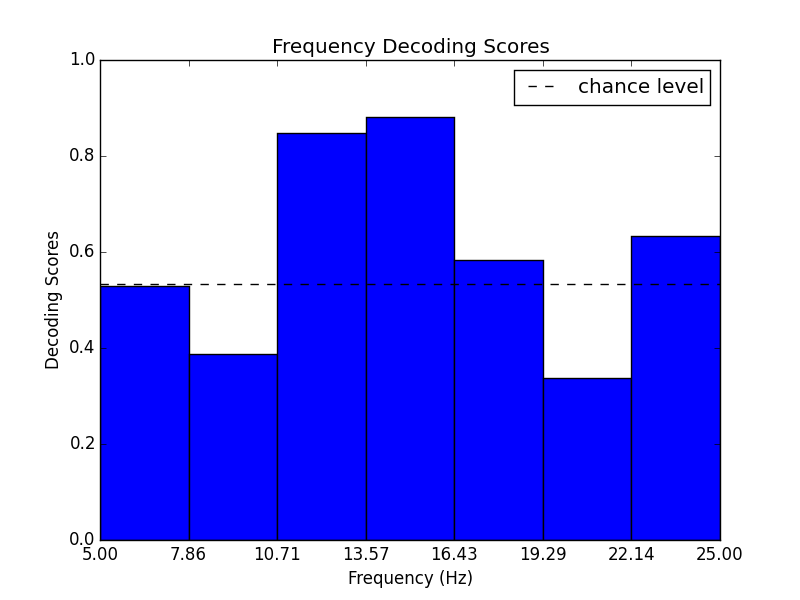 Frequency Decoding Scores
chance level
1.0
0.8
0.6
0.4
0.2
0.0
Decoding Scores
5.00 7.86 10.71 13.57 16.43 19.29 22.14 25.00
Frequency (Hz)